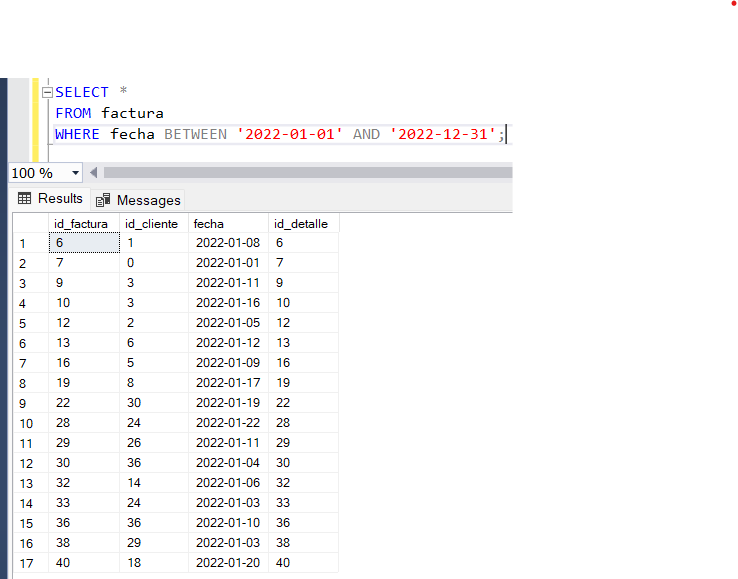 SELECT *
FROM factura
WHERE fecha BETWEEN '2022-01-01' AND '2022-12-31';
100 %
Results Messages
id_factura id_cliente fecha id_detalle
1 6 1 2022-01-08 6
2 7 0 2022-01-01 7
3 9 3 2022-01-11 9
4 10 3 2022-01-16 10
5 12 2 2022-01-05 12
6 13 6 2022-01-12 13
7 16 5 2022-01-09 16
8 19 8 2022-01-17 19
9 22 30 2022-01-19 22
10 28 24 2022-01-22 28
11 29 26 2022-01-11 29
12 30 36 2022-01-04 30
13 32 14 2022-01-06 32
14 33 24 2022-01-03 33
15 36 36 2022-01-10 36
16 38 29 2022-01-03 38
17 40 18 2022-01-20 40